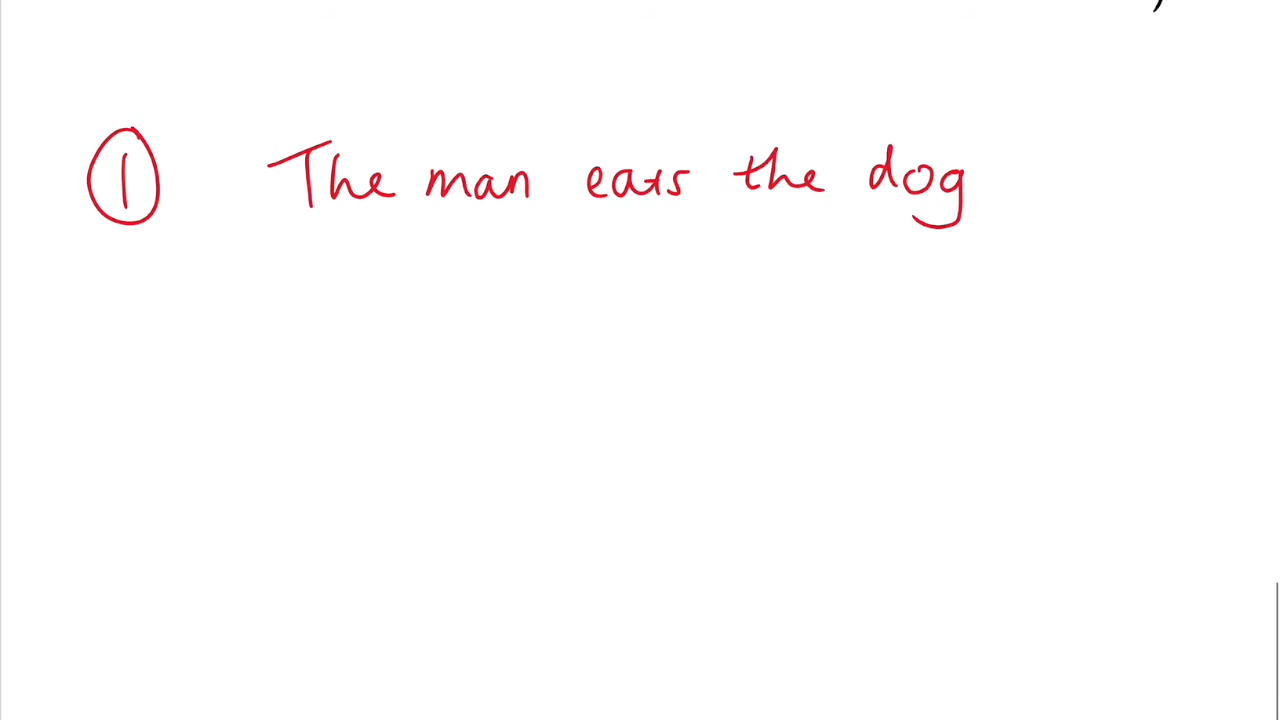 ① The man eats the dog